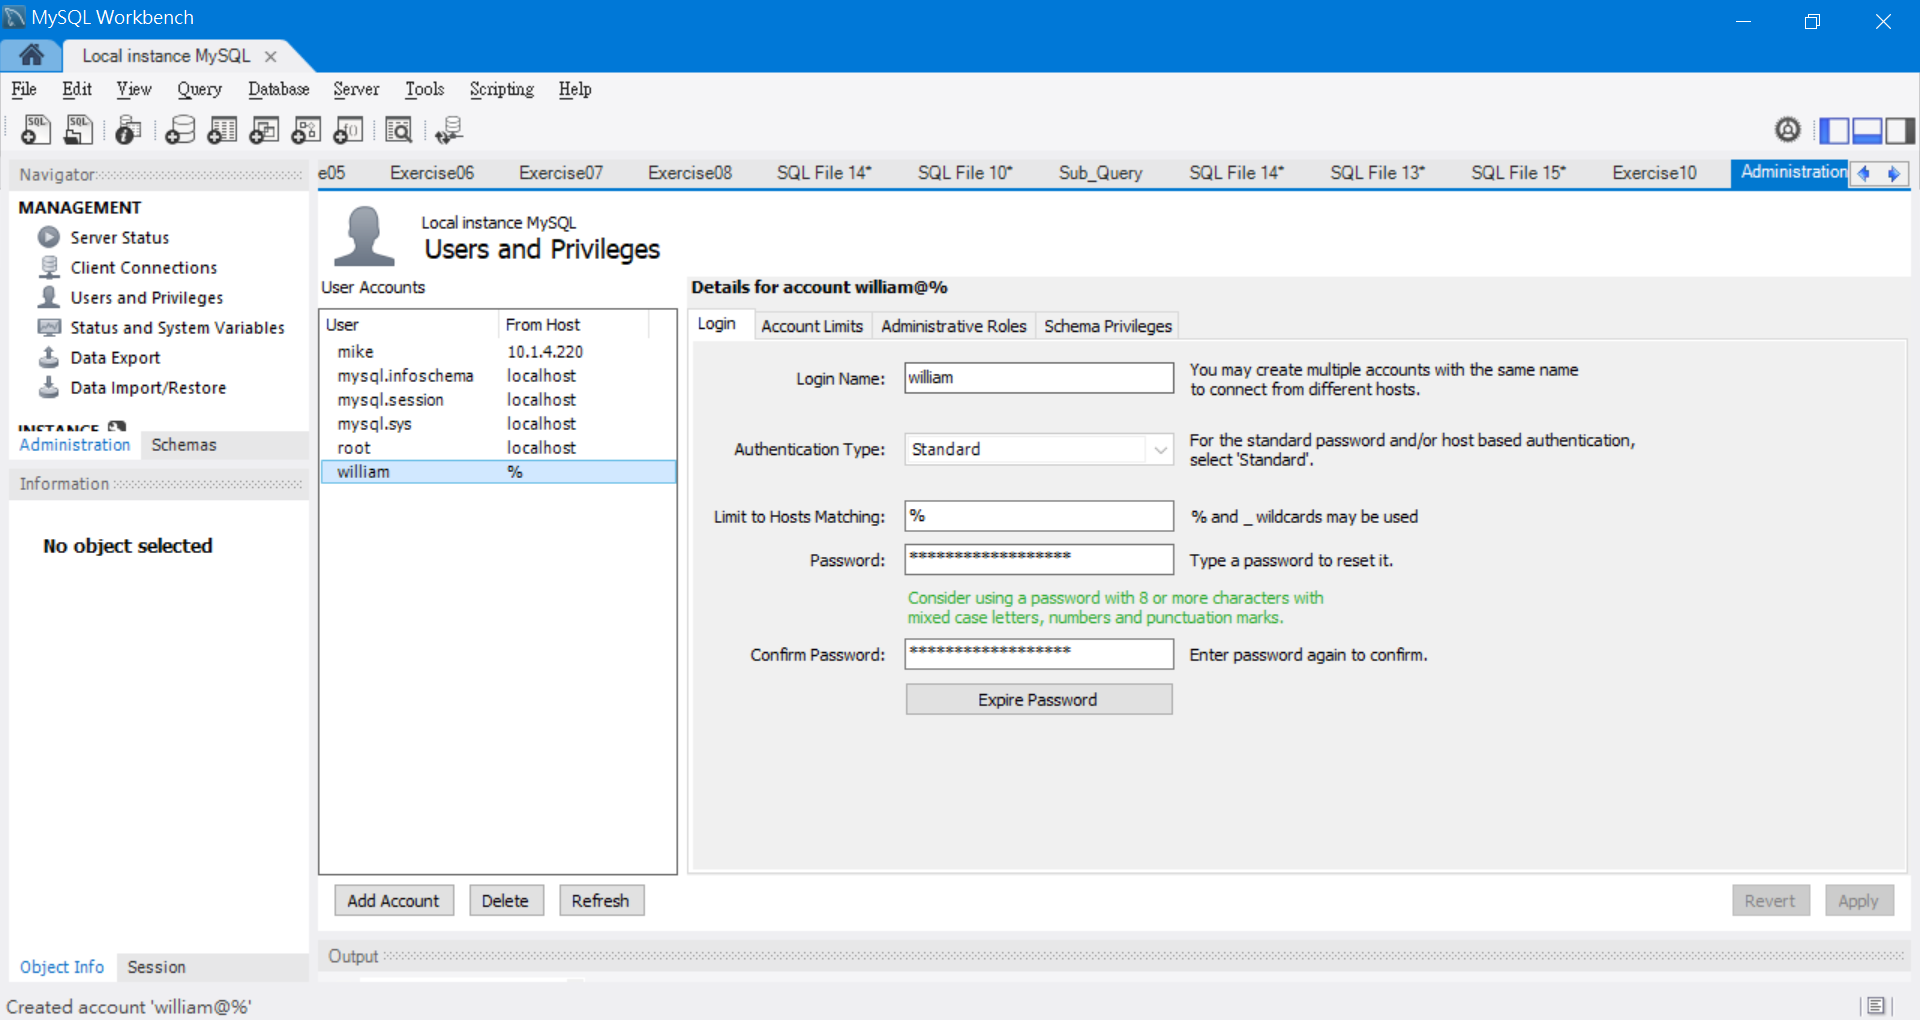 MySQL Workbench
Local instance MySQL
File Edit View Query Database Server Tools Scripting Help
Navigator
e05 Exercise06 Exercise07 Exercise08 SQL File 14* SQL File 10* Sub_Query SQL File 14* SQL File 13* SQL File 15* Exercise10 Administration
MANAGEMENT
Server Status
Client Connections
Users and Privileges
Status and System Variables
Data Export
Data Import/Restore
INSTANCE
Administration Schemas
Information
No object selected
Object Info Session
Local instance MySQL
Users and Privileges
User Accounts
User From Host
mike 10.1.4.220
mysql.infoschema localhost
mysql.session localhost
mysql.sys localhost
root localhost
william %
Add Account Delete Refresh
Details for account william@%
Login Account Limits Administrative Roles Schema Privileges
Login Name: william
You may create multiple accounts with the same name
to connect from different hosts.
Authentication Type: Standard
For the standard password and/or host based authentication,
select 'Standard'.
Limit to Hosts Matching: % % and _ wildcards may be used
Password: ****************** Type a password to reset it.
Consider using a password with 8 or more characters with
mixed case letters, numbers and punctuation marks.
Confirm Password: ****************** Enter password again to confirm.
Expire Password
Revert Apply
Output
Created account 'william@%'